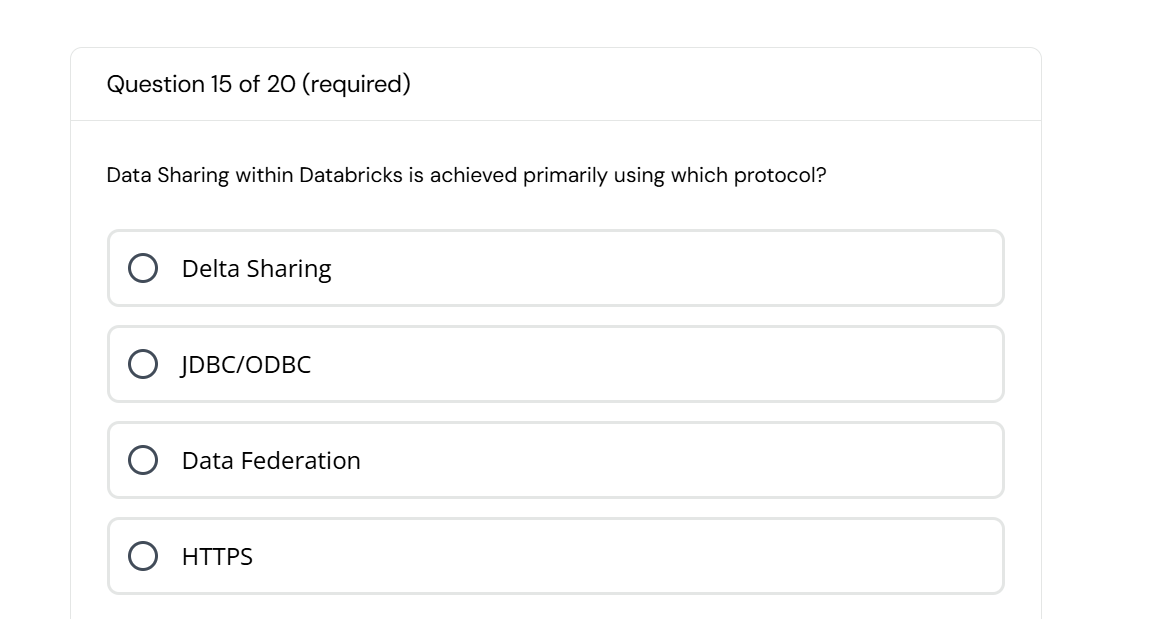 Question 15 of 20 (required)
Data Sharing within Databricks is achieved primarily using which protocol?
Delta Sharing
JDBC/ODBC
Data Federation
HTTPS